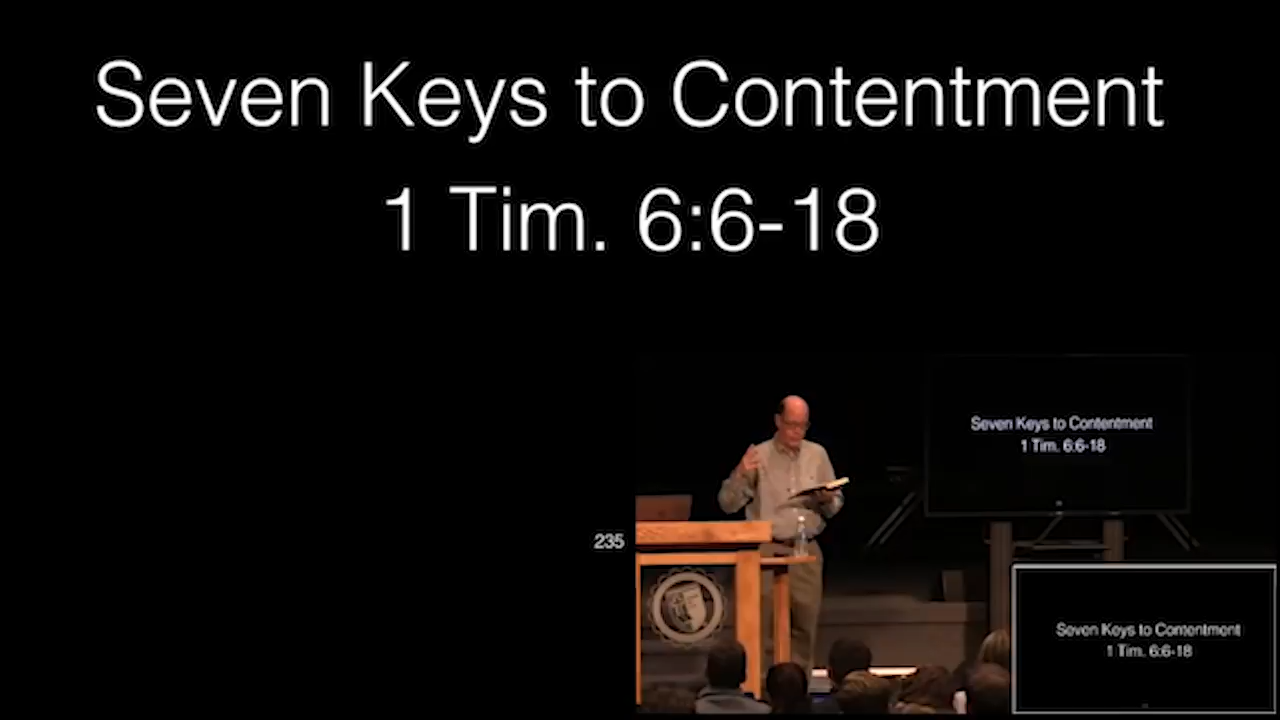 Seven Keys to Contentment
1 Tim. 6:6-18
Seven Keys to Contentment
1 Tim. 6:6-18
235
Seven Keys to Contentment
1 Tim. 6:6-18